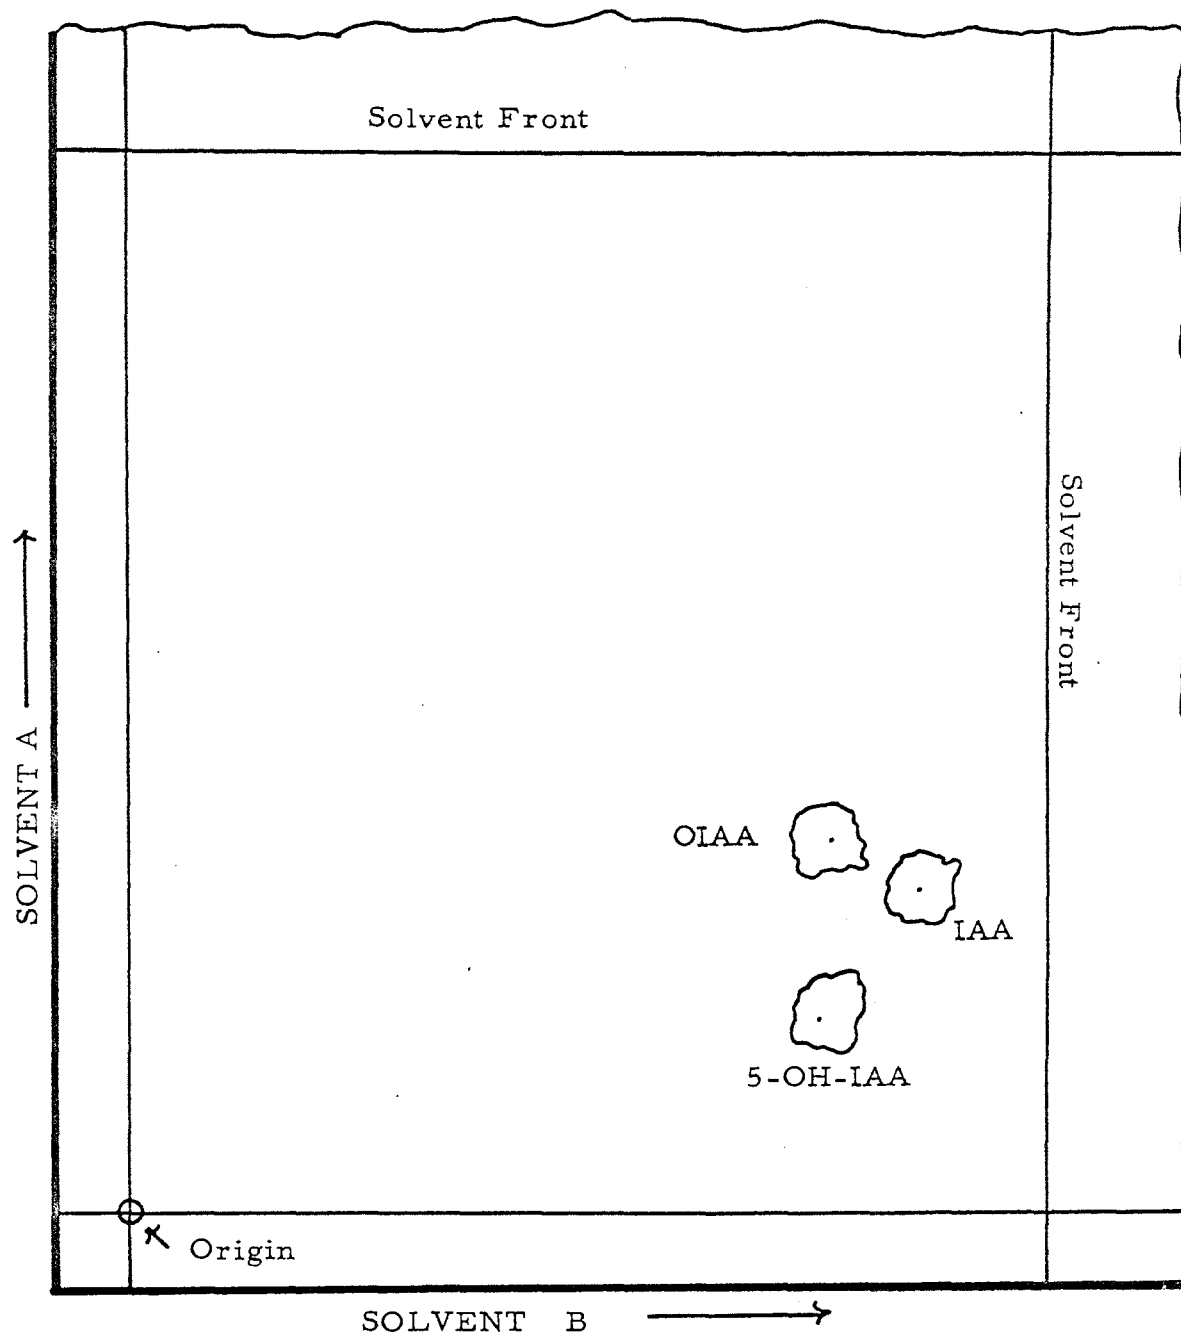 Solvent Front
Solvent Front
SOLVENT A
OIAA
IAA
5-OH-IAA
Origin
SOLVENT B